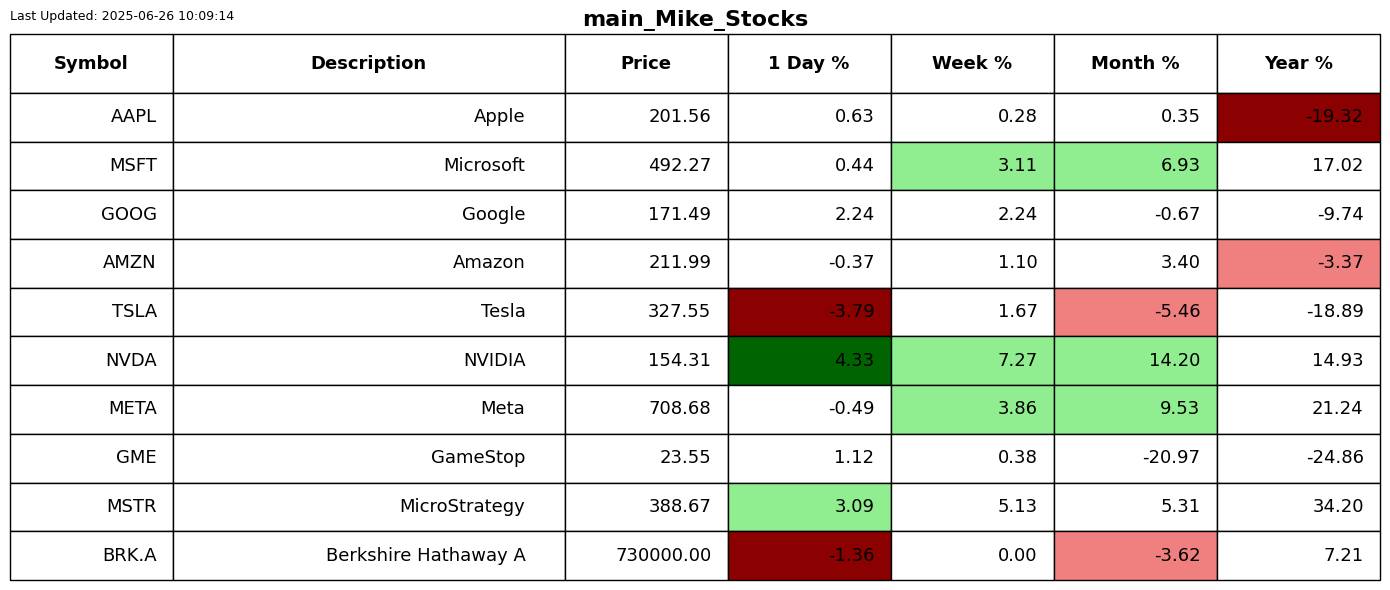 Last Updated: 2025-06-26 10:09:14
main_Mike_Stocks
Symbol Description Price 1 Day % Week % Month % Year %
AAPL Apple 201.56 0.63 0.28 0.35 -19.32
MSFT Microsoft 492.27 0.44 3.11 6.93 17.02
GOOG Google 171.49 2.24 2.24 -0.67 -9.74
AMZN Amazon 211.99 -0.37 1.10 3.40 -3.37
TSLA Tesla 327.55 -3.79 1.67 -5.46 -18.89
NVDA NVIDIA 154.31 4.33 7.27 14.20 14.93
META Meta 708.68 -0.49 3.86 9.53 21.24
GME GameStop 23.55 1.12 0.38 -20.97 -24.86
MSTR MicroStrategy 388.67 3.09 5.13 5.31 34.20
BRK.A Berkshire Hathaway A 730000.00 -1.36 0.00 -3.62 7.21